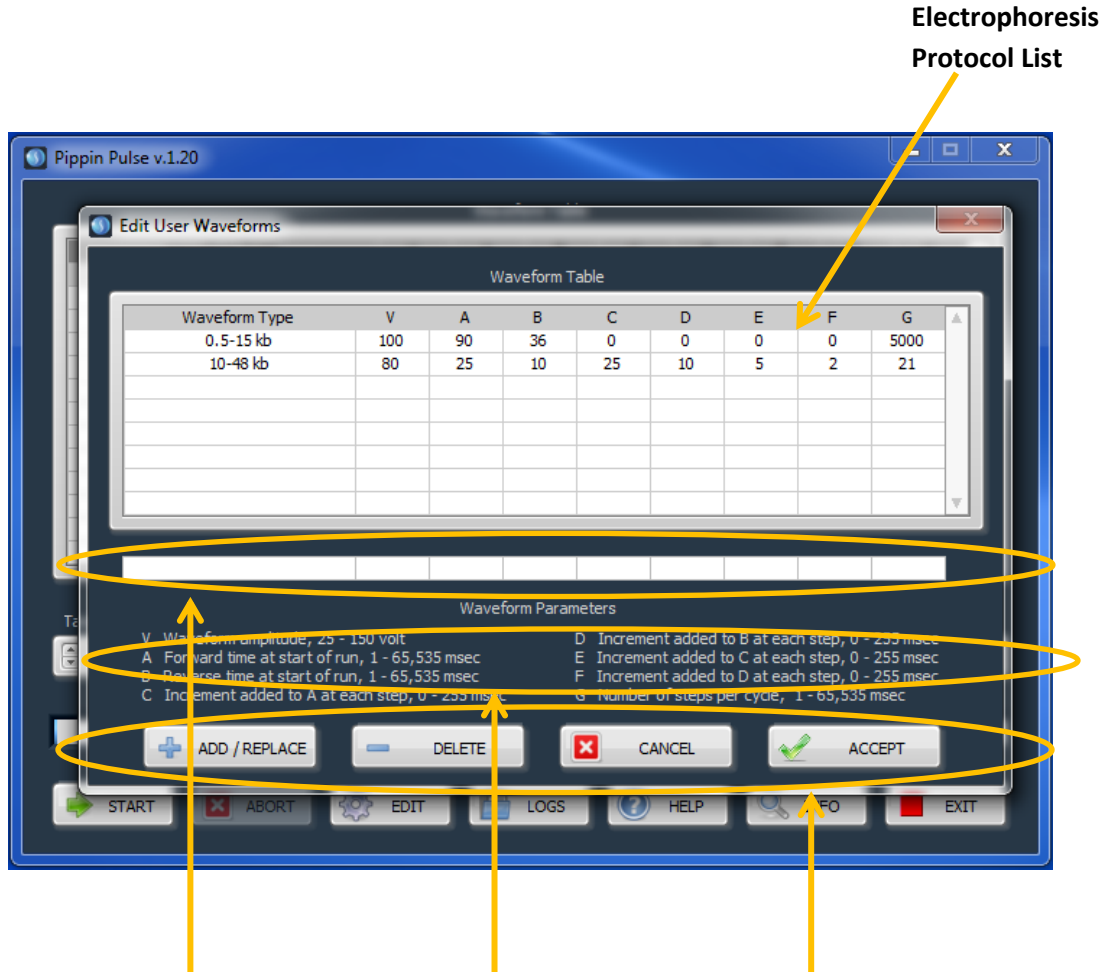 Electrophoresis
Protocol List
Pippin Pulse v.1.20
Edit User Waveforms
Waveform Table
Waveform Type V A B C D E F G
0.5-15 kb 100 90 36 0 0 0 0 5000
10-48 kb 80 25 10 25 10 5 2 21
Waveform Parameters
V Waveform amplitude, 25 - 150 volt
A Forward time at start of run, 1 - 65,535 msec
B Reverse time at start of run, 1 - 65,535 msec
C Increment added to A at each step, 0 - 255 msec
D Increment added to B at each step, 0 - 255 msec
E Increment added to C at each step, 0 - 255 msec
F Increment added to D at each step, 0 - 255 msec
G Number of steps per cycle, 1 - 65,535 msec
ADD / REPLACE DELETE CANCEL ACCEPT
START ABORT EDIT LOGS HELP INFO EXIT